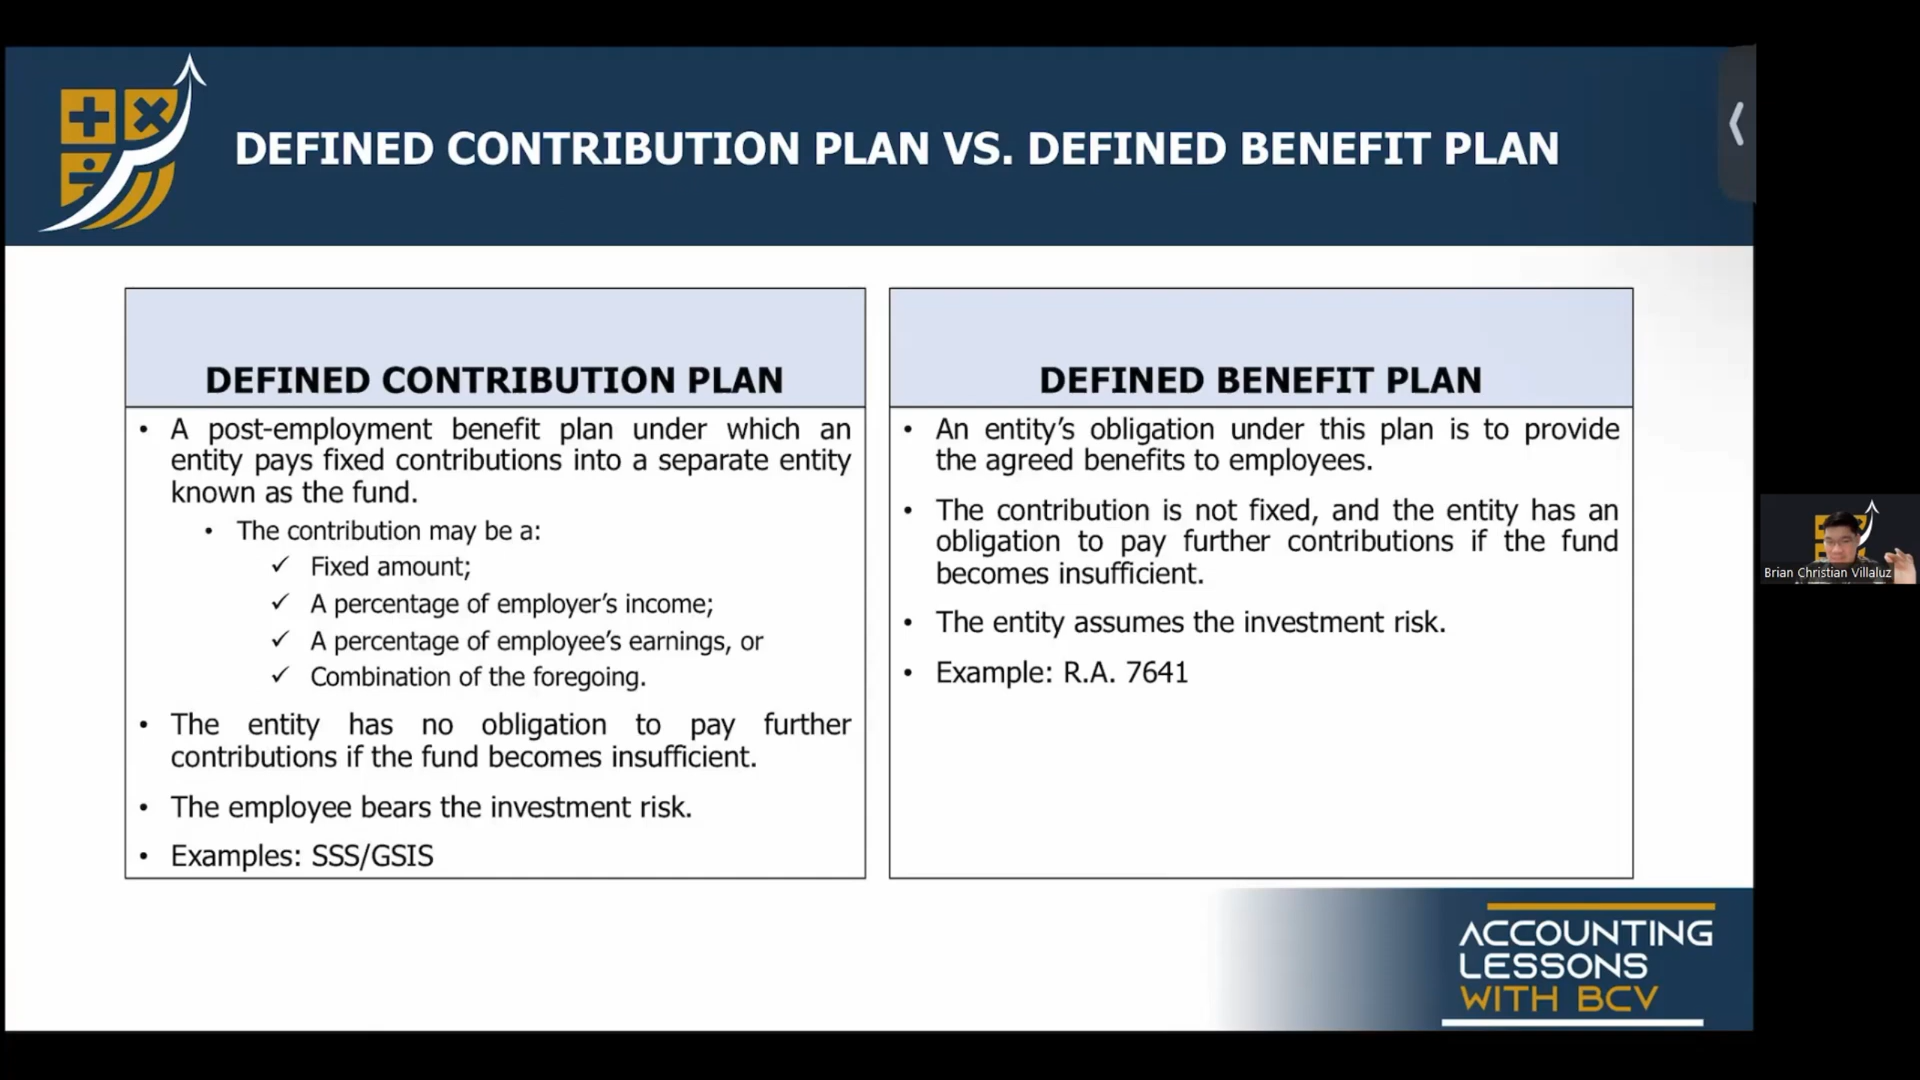 DEFINED CONTRIBUTION PLAN VS. DEFINED BENEFIT PLAN
DEFINED CONTRIBUTION PLAN
• A post-employment benefit plan under which an
entity pays fixed contributions into a separate entity
known as the fund.
• The contribution may be a:
✓ Fixed amount;
✓ A percentage of employer’s income;
✓ A percentage of employee’s earnings, or
✓ Combination of the foregoing.
• The entity has no obligation to pay further
contributions if the fund becomes insufficient.
• The employee bears the investment risk.
• Examples: SSS/GSIS
DEFINED BENEFIT PLAN
• An entity’s obligation under this plan is to provide
the agreed benefits to employees.
• The contribution is not fixed, and the entity has an
obligation to pay further contributions if the fund
becomes insufficient.
• The entity assumes the investment risk.
• Example: R.A. 7641
Brian Christian Villaluz
ACCOUNTING
LESSONS
WITH BCV